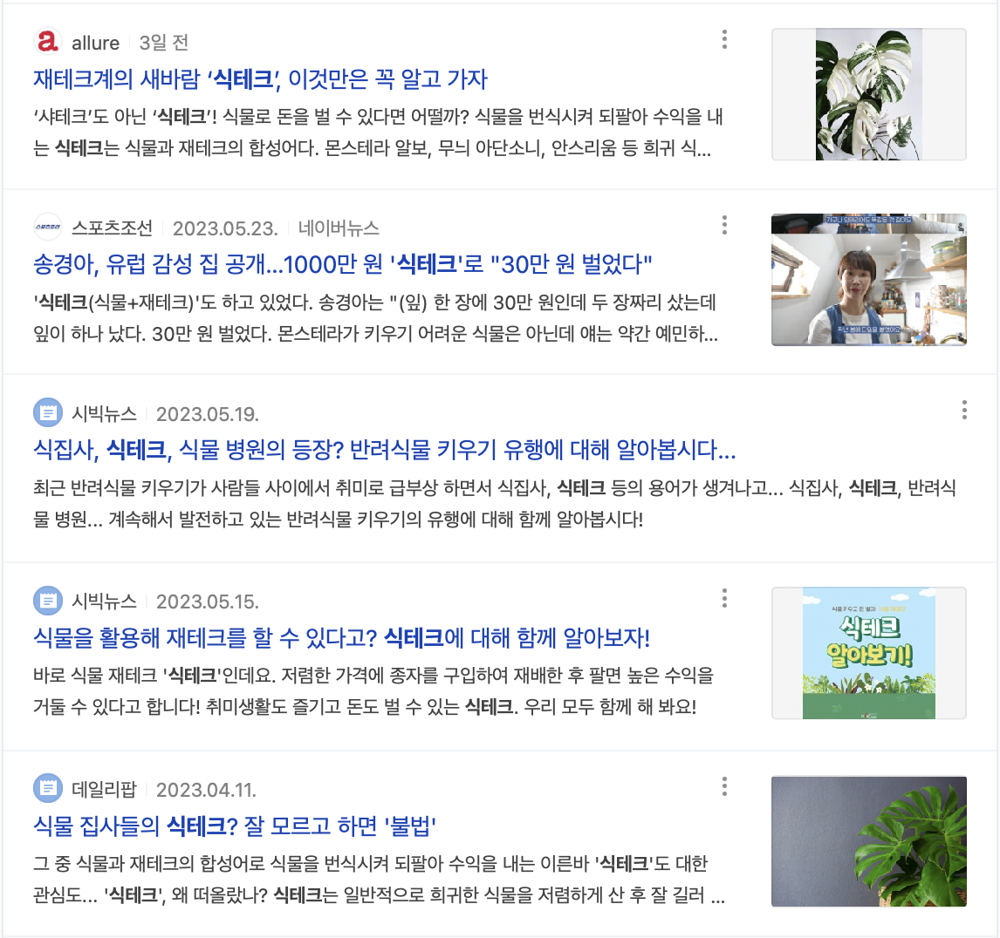 allure 3일 전
재테크계의 새바람 ‘식테크’, 이것만은 꼭 알고 가자
‘샤테크’도 아닌 ‘식테크’! 식물로 돈을 벌 수 있다면 어떨까? 식물을 번식시켜 되팔아 수익을 내
는 식테크는 식물과 재테크의 합성어다. 몬스테라 알보, 무늬 아단소니, 안스리움 등 희귀 식...
스포츠조선 2023.05.23. 네이버뉴스
송경아, 유럽 감성 집 공개…1000만 원 '식테크'로 "30만 원 벌었다"
'식테크(식물+재테크)'도 하고 있었다. 송경아는 "(잎) 한 장에 30만 원인데 두 장짜리 샀는데
잎이 하나 났다. 30만 원 벌었다. 몬스테라가 키우기 어려운 식물은 아닌데 얘는 약간 예민하...
작년 봄에 타일을 붙였어요
시빅뉴스 2023.05.19.
식집사, 식테크, 식물 병원의 등장? 반려식물 키우기 유행에 대해 알아봅시다...
최근 반려식물 키우기가 사람들 사이에서 취미로 급부상 하면서 식집사, 식테크 등의 용어가 생겨나고... 식집사, 식테크, 반려식
물 병원... 계속해서 발전하고 있는 반려식물 키우기의 유행에 대해 함께 알아봅시다!
시빅뉴스 2023.05.15.
식물을 활용해 재테크를 할 수 있다고? 식테크에 대해 함께 알아보자!
바로 식물 재테크 '식테크'인데요. 저렴한 가격에 종자를 구입하여 재배한 후 팔면 높은 수익을
거둘 수 있다고 합니다! 취미생활도 즐기고 돈도 벌 수 있는 식테크. 우리 모두 함께 해 봐요!
식테크
알아보기!
데일리팝 2023.04.11.
식물 집사들의 식테크? 잘 모르고 하면 '불법'
그 중 식물과 재테크의 합성어로 식물을 번식시켜 되팔아 수익을 내는 이른바 '식테크'도 대한
관심도... '식테크', 왜 떠올랐나? 식테크는 일반적으로 희귀한 식물을 저렴하게 산 후 잘 길러 ...